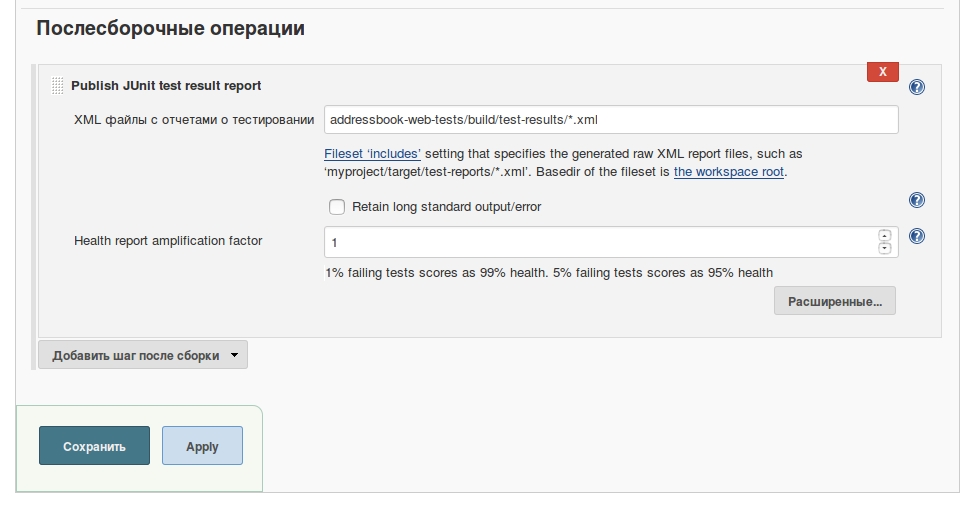 Послесборочные операции
X
Publish JUnit test result report
XML файлы с отчетами о тестировании
addressbook-web-tests/build/test-results/*.xml
Fileset ‘includes’ setting that specifies the generated raw XML report files, such as
‘myproject/target/test-reports/*.xml’. Basedir of the fileset is the workspace root.
Retain long standard output/error
Health report amplification factor
1
1% failing tests scores as 99% health. 5% failing tests scores as 95% health
Расширенные...
Добавить шаг после сборки
Сохранить
Apply